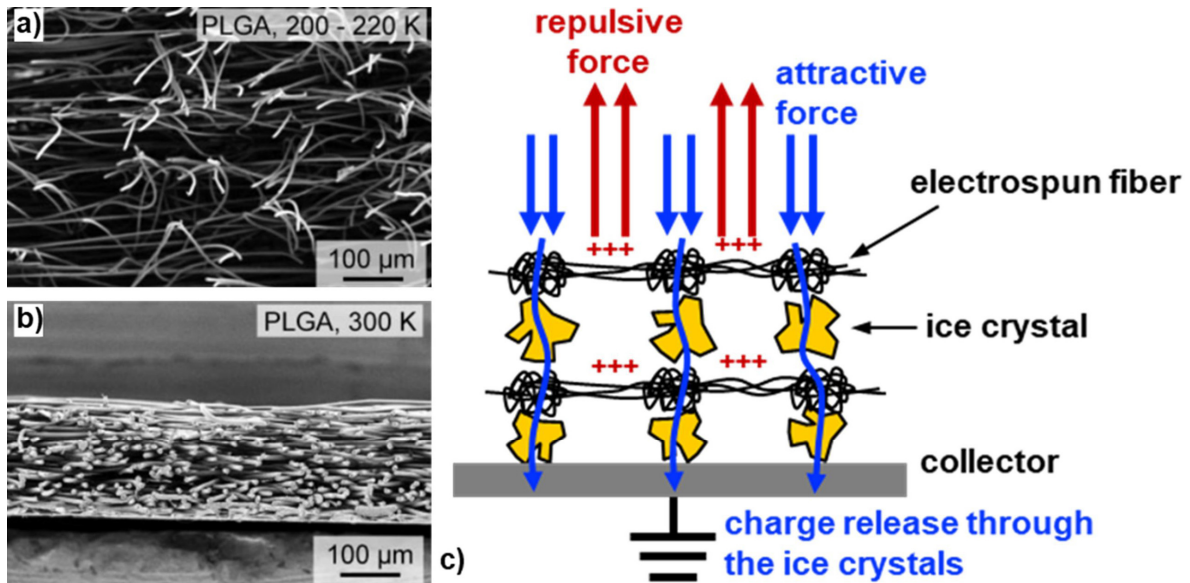 a)
PLGA, 200 - 220 K
100 µm
b)
PLGA, 300 K
100 µm
c)
repulsive
force
attractive
force
electrospun fiber
+++
+++
ice crystal
+++
+++
collector
charge release through
the ice crystals